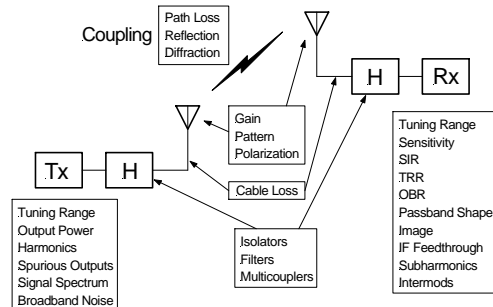 Coupling
Path Loss
Reflection
Diffraction
H
Rx
Gain
Pattern
Polarization
Tx
H
Cable Loss
Tuning Range
Output Power
Harmonics
Spurious Outputs
Signal Spectrum
Broadband Noise
Isolators
Filters
Multicouplers
Tuning Range
Sensitivity
SIR
TRR
OBR
Passband Shape
Image
IF Feedthrough
Subharmonics
Intermods